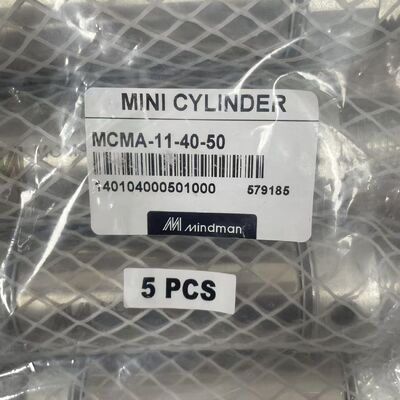 MINI CYLINDER
MCMA-11-40-50
40104000501000 579185
Mindman
5 PCS